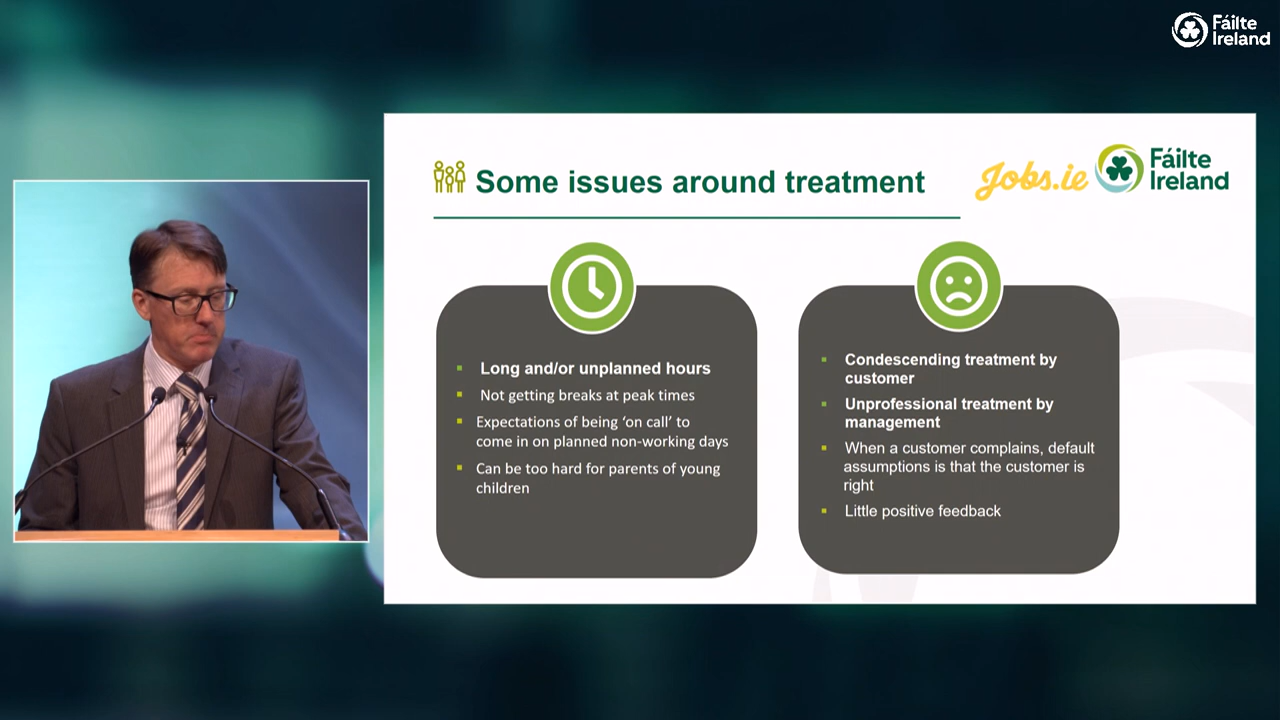 Fáilte
Ireland
Some issues around treatment
Jobs.ie
Fáilte
Ireland
Long and/or unplanned hours
Not getting breaks at peak times
Expectations of being ‘on call’ to
come in on planned non-working days
Can be too hard for parents of young
children
Condescending treatment by
customer
Unprofessional treatment by
management
When a customer complains, default
assumptions is that the customer is
right
Little positive feedback